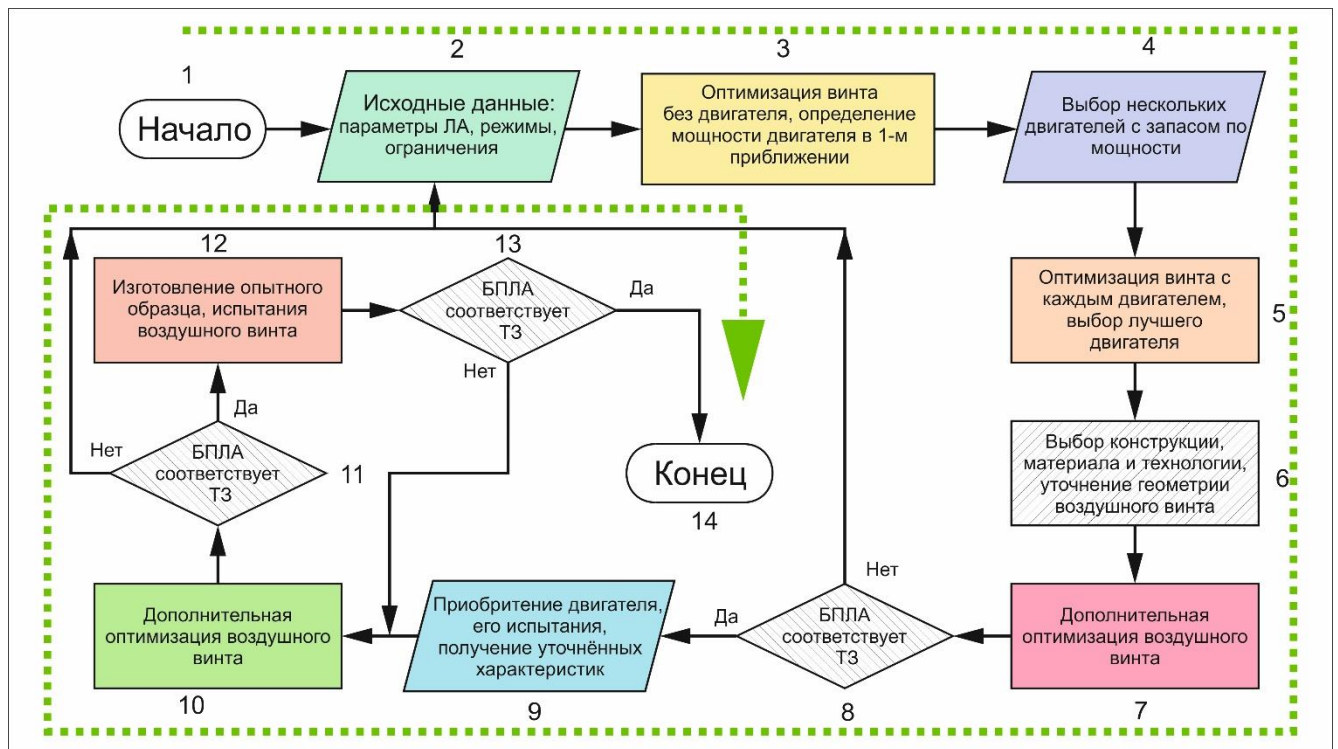 1
Начало
2
Исходные данные:
параметры ЛА, режимы,
ограничения
3
Оптимизация винта
без двигателя, определение
мощности двигателя в 1-м
приближении
4
Выбор нескольких
двигателей с запасом по
мощности
5
Оптимизация винта с
каждым двигателем,
выбор лучшего
двигателя
6
Выбор конструкции,
материала и технологии,
уточнение геометрии
воздушного винта
7
Дополнительная
оптимизация воздушного
винта
8
БПЛА
соответствует
ТЗ
Да
Нет
9
Приобритение двигателя,
его испытания,
получение уточнённых
характеристик
10
Дополнительная
оптимизация воздушного
винта
11
БПЛА
соответствует
ТЗ
Нет
Да
12
Изготовление опытного
образца, испытания
воздушного винта
13
БПЛА
соответствует
ТЗ
Да
Нет
Конец
14